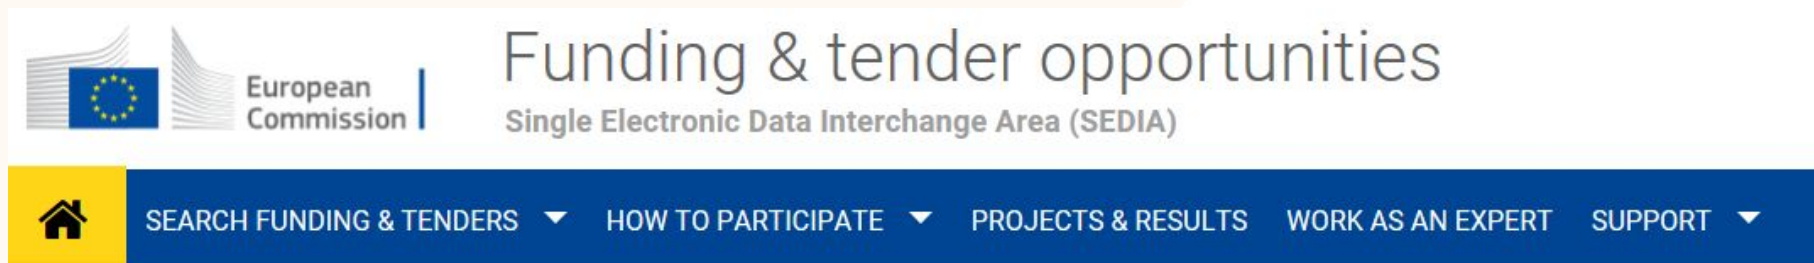 European
Commission
Funding & tender opportunities
Single Electronic Data Interchange Area (SEDIA)
SEARCH FUNDING & TENDERS HOW TO PARTICIPATE PROJECTS & RESULTS WORK AS AN EXPERT SUPPORT